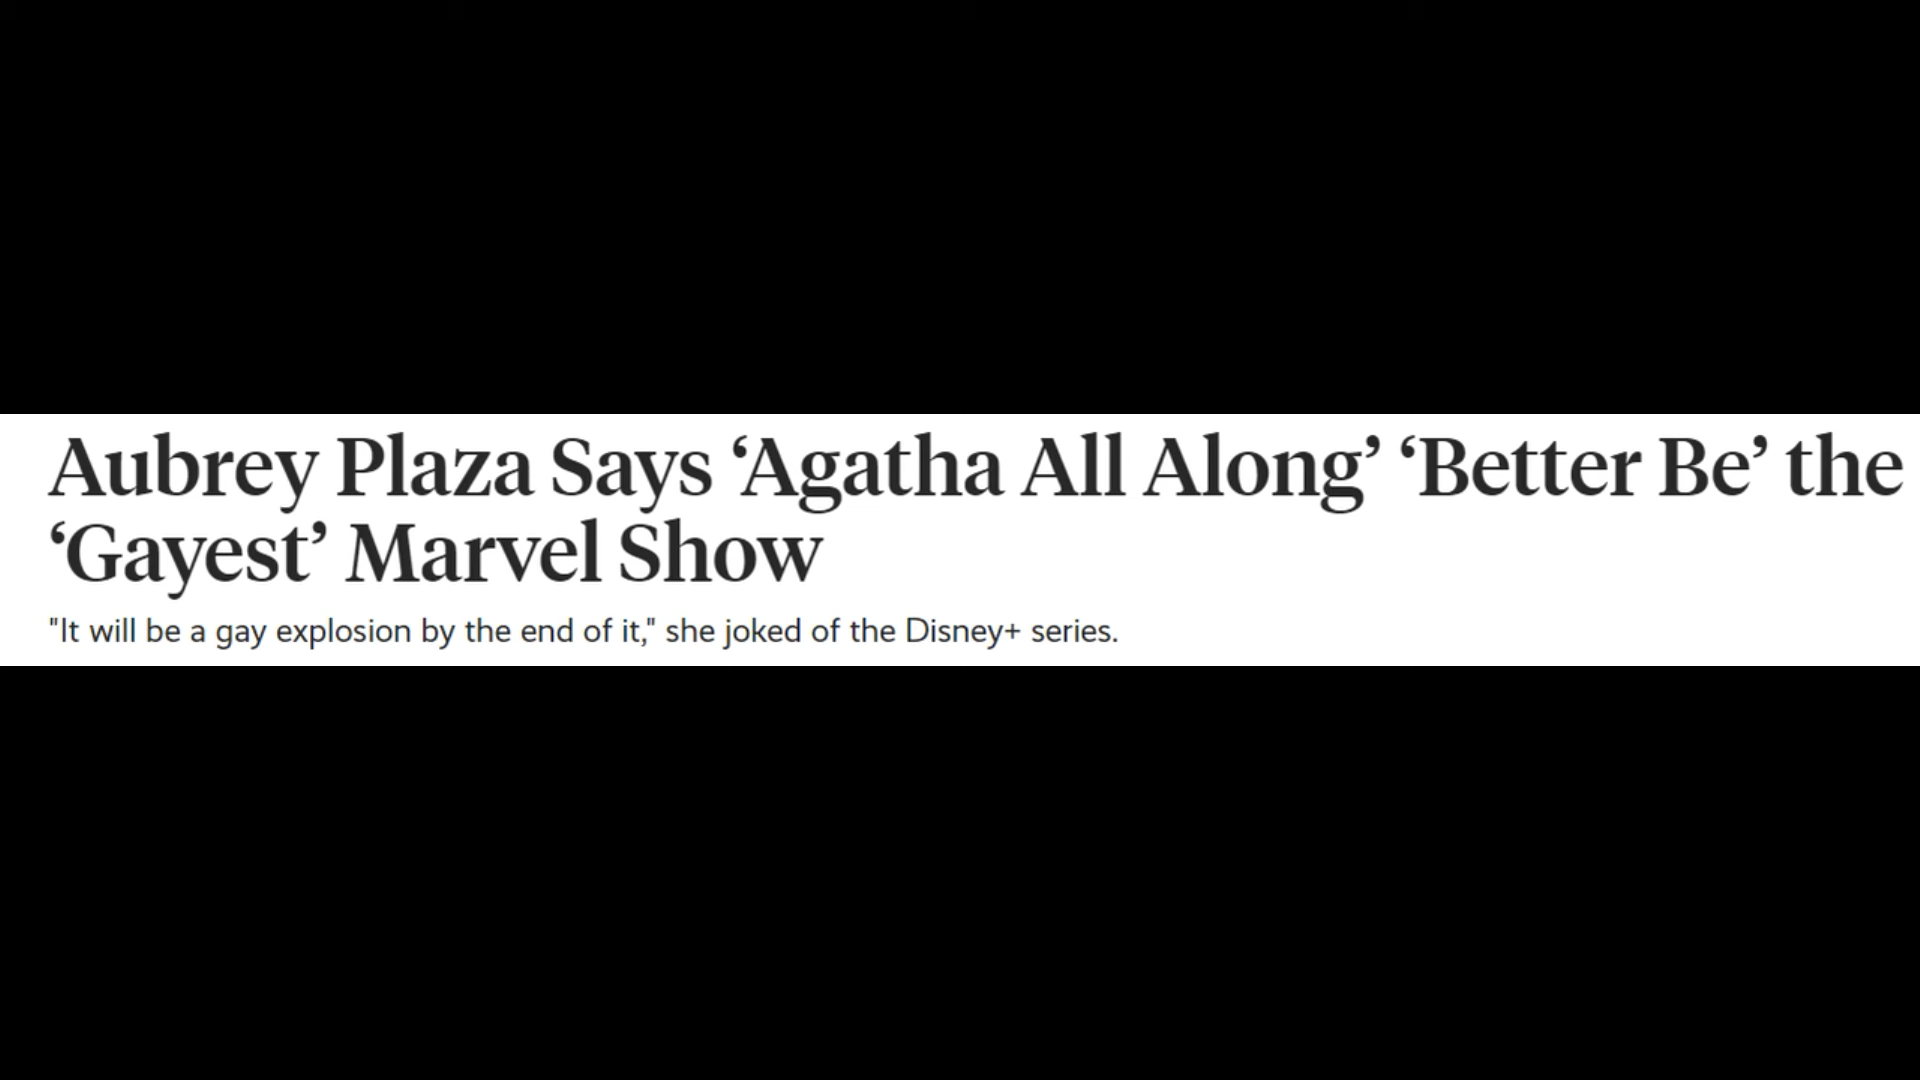 Aubrey Plaza Says ‘Agatha All Along’ ‘Better Be’ the
‘Gayest’ Marvel Show
"It will be a gay explosion by the end of it," she joked of the Disney+ series.